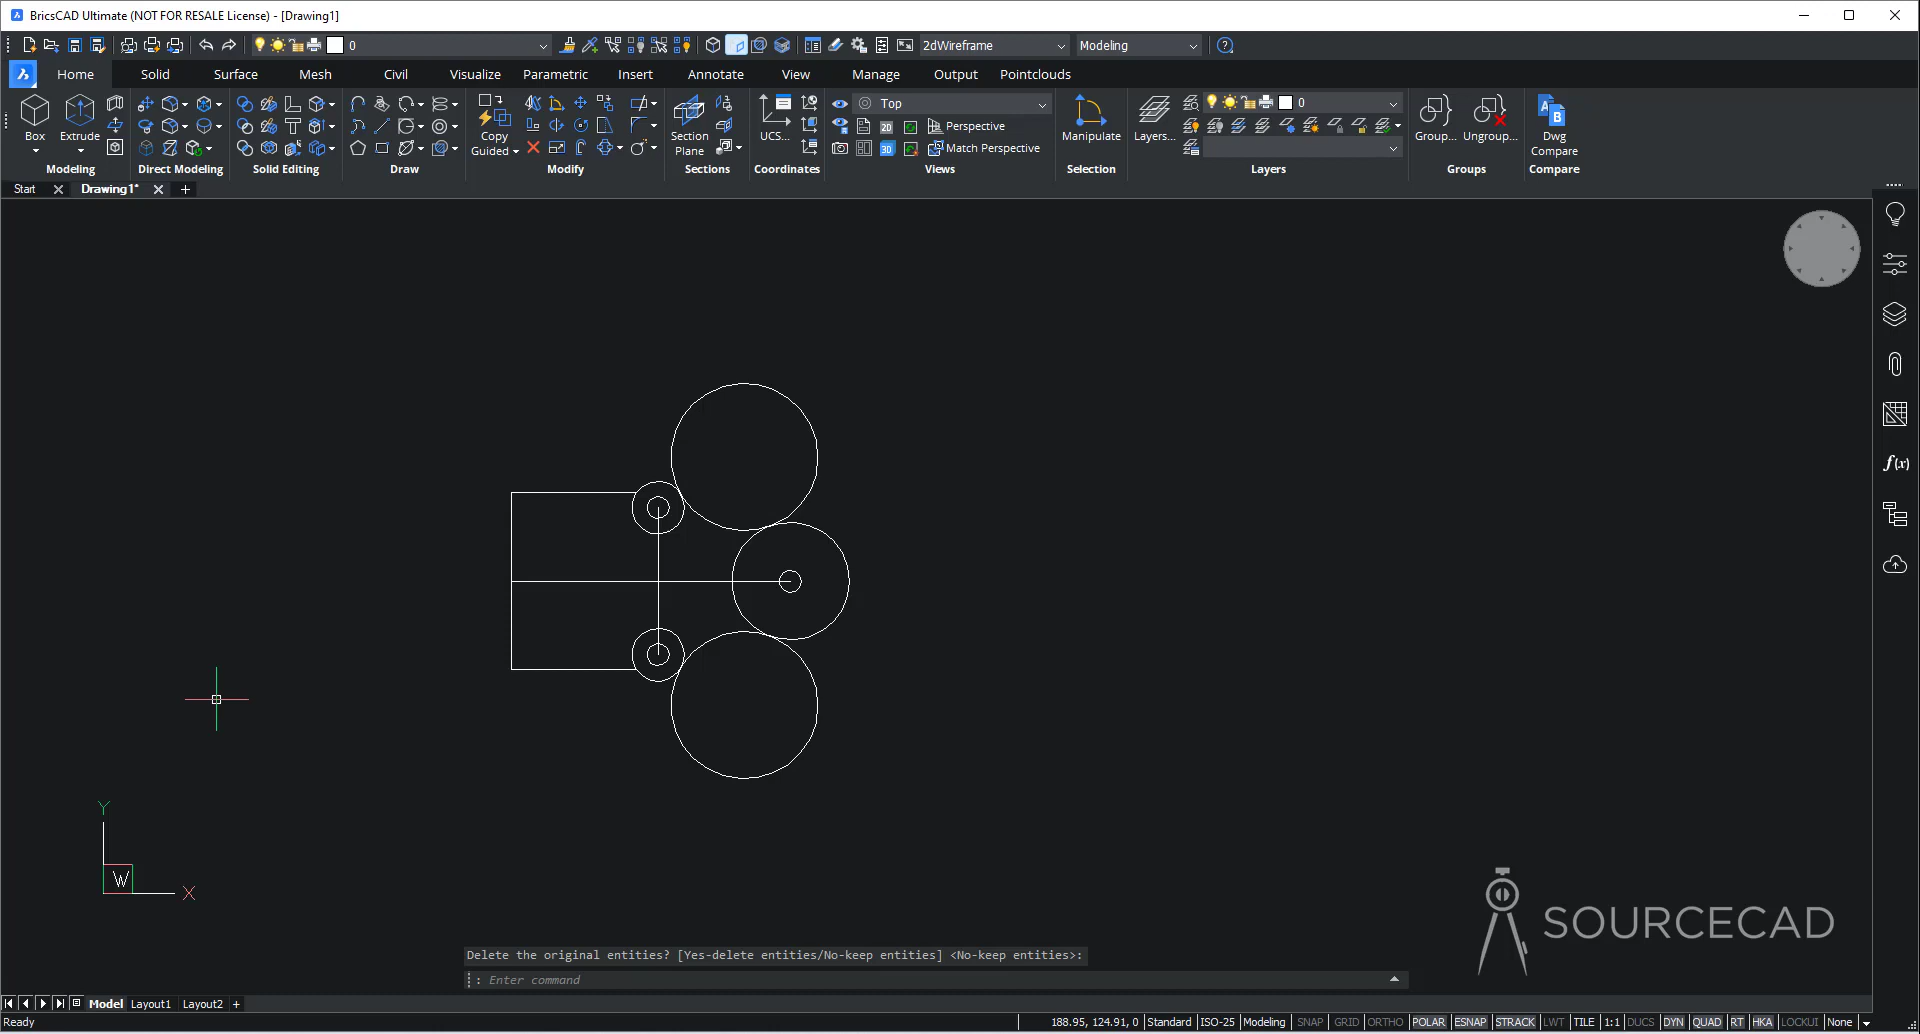 BricsCAD Ultimate (NOT FOR RESALE License) - [Drawing1]
0
2dWireframe
Modeling
Home
Solid
Surface
Mesh
Civil
Visualize
Parametric
Insert
Annotate
View
Manage
Output
Pointclouds
Box
Extrude
Modeling
Direct Modeling
Solid Editing
Draw
Copy
Guided
Modify
Section
Plane
Sections
UCS...
Coordinates
Top
2D
Perspective
3D
Match Perspective
Views
Manipulate
Selection
Layers...
0
Layers
Group...
Ungroup...
Groups
A
B
Dwg
Compare
Compare
Start
Drawing1*
+
f(x)
Y
W
X
SOURCECAD
Delete the original entities? [Yes-delete entities/No-keep entities] <No-keep entities>:
: Enter command
Model
Layout1
Layout2
+
Ready
188.95, 124.91, 0
Standard
ISO-25
Modeling
SNAP
GRID
ORTHO
POLAR
ESNAP
STRACK
LWT
TILE
1:1
DUCS
DYN
QUAD
RT
HKA
LOCKUI
None